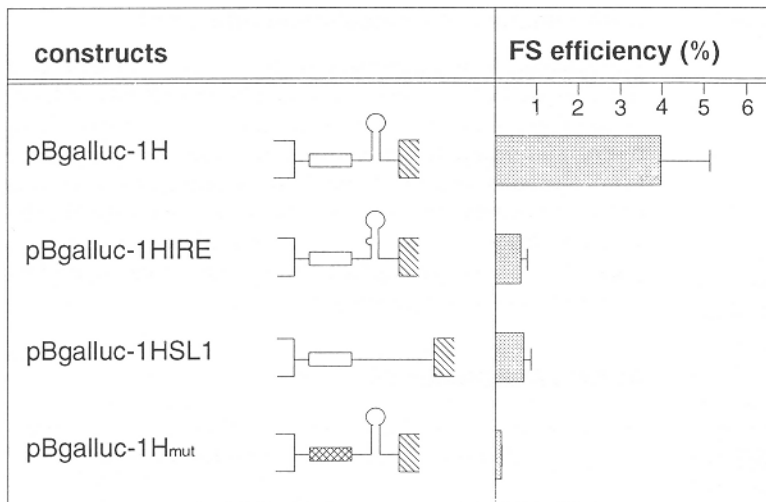 constructs
FS efficiency (%)
1 2 3 4 5 6
pBgalluc-1H
pBgalluc-1HIRE
pBgalluc-1HSL1
pBgalluc-1Hmut